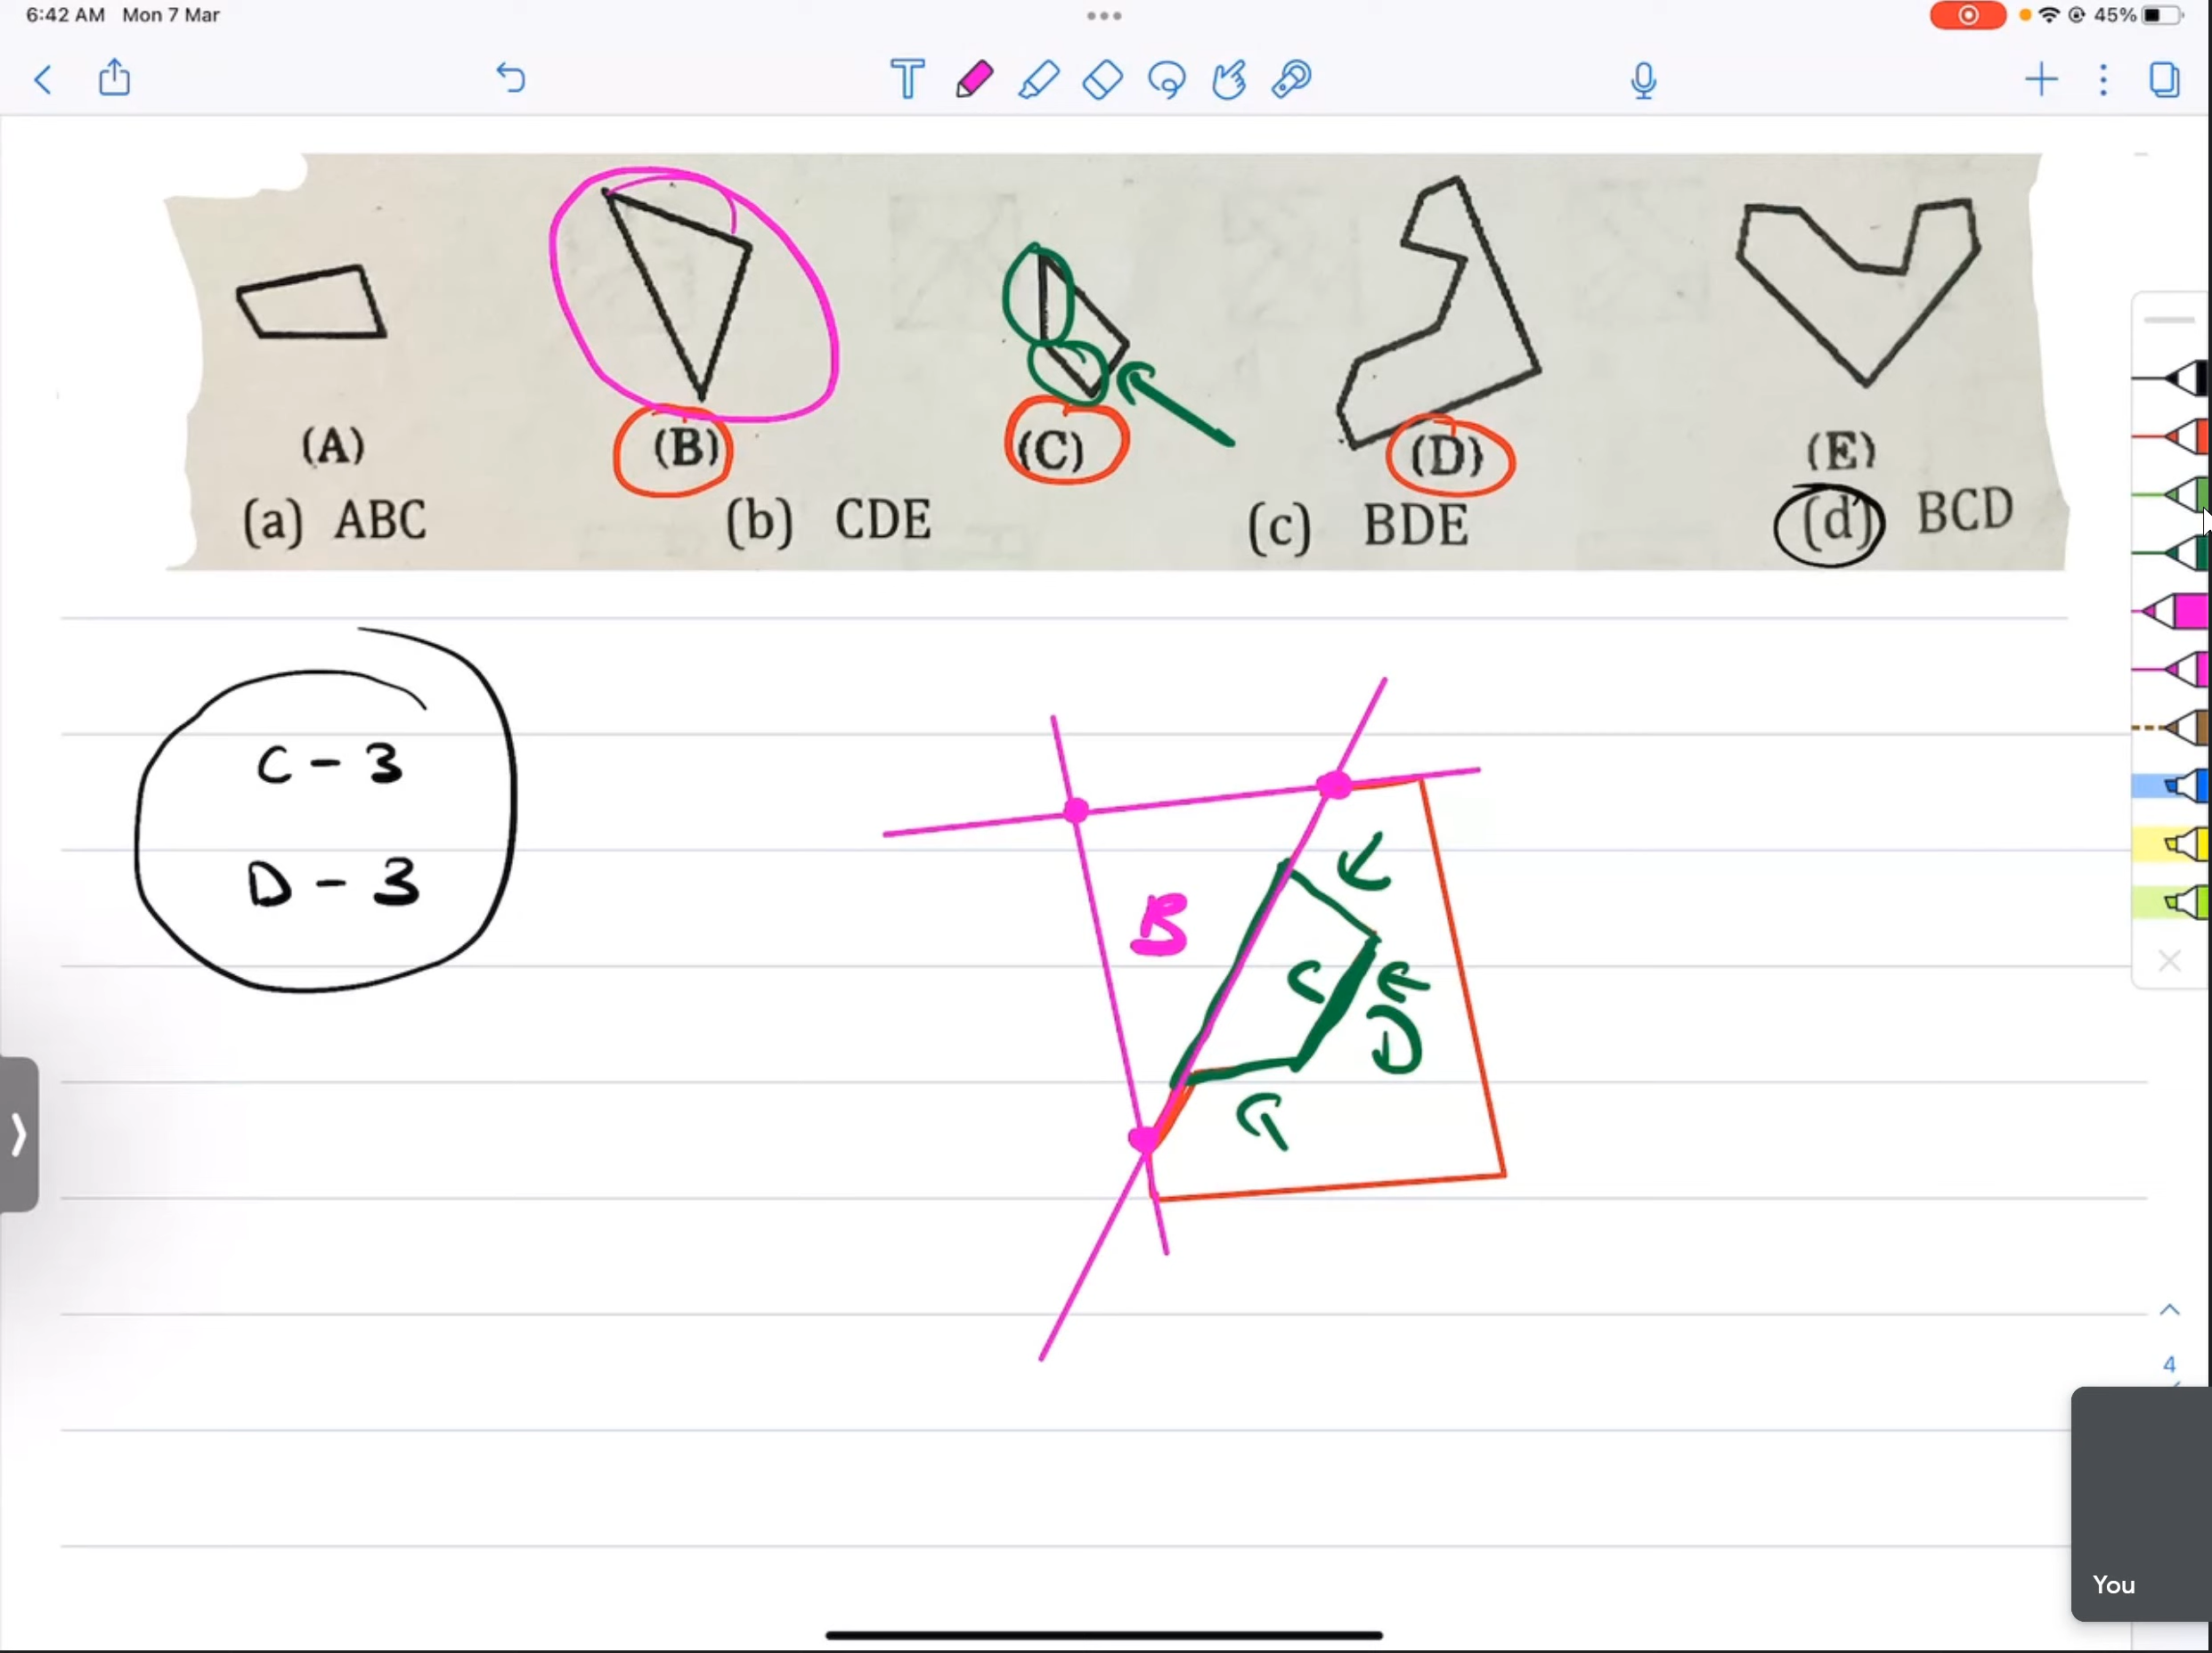 6:42 AM Mon 7 Mar
45%
T
(A) (B) (C) (D) (E)
(a) ABC (b) CDE (c) BDE (d) BCD
C - 3
D - 3
B
C
D
4
You